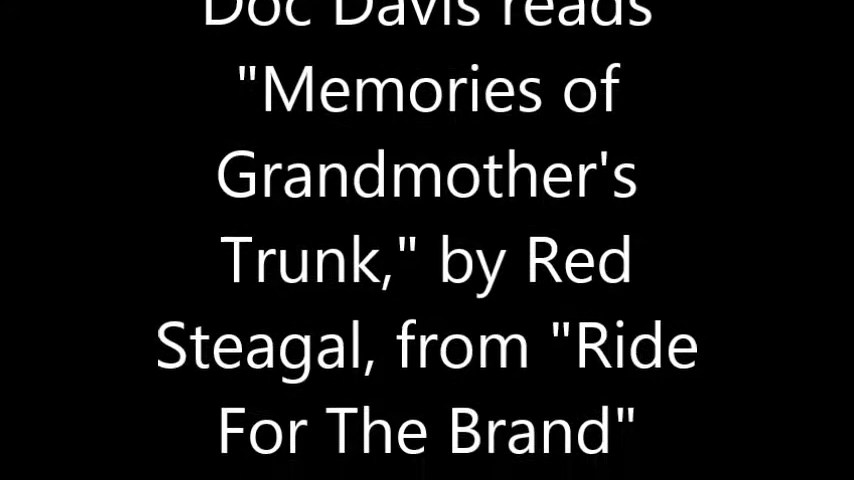 Doc Davis reads
"Memories of
Grandmother's
Trunk," by Red
Steagal, from "Ride
For The Brand"